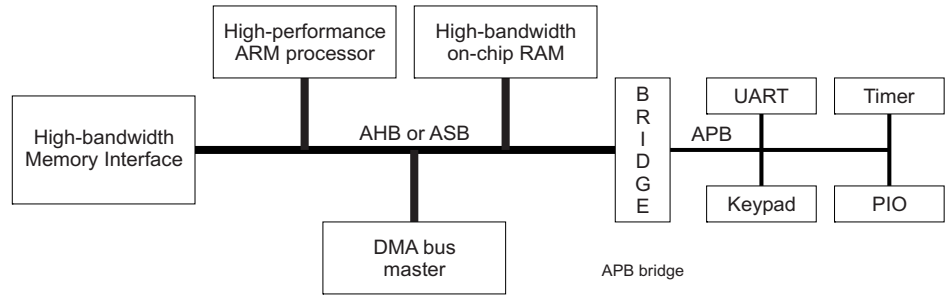 High-performance
ARM processor
High-bandwidth
on-chip RAM
High-bandwidth
Memory Interface
AHB or ASB
B
R
I
D
G
E
APB
UART
Timer
Keypad
PIO
DMA bus
master
APB bridge